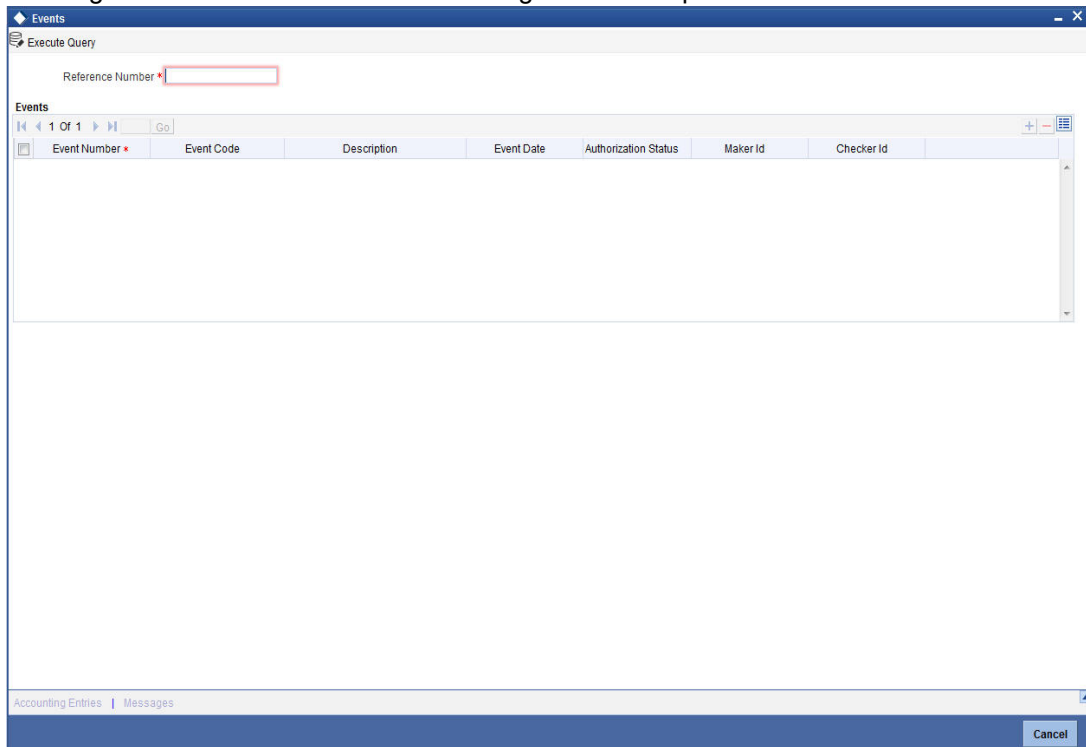 Events
Execute Query
Reference Number *
Events
1 Of 1 Go
Event Number * Event Code Description Event Date Authorization Status Maker Id Checker Id
Accounting Entries | Messages
Cancel